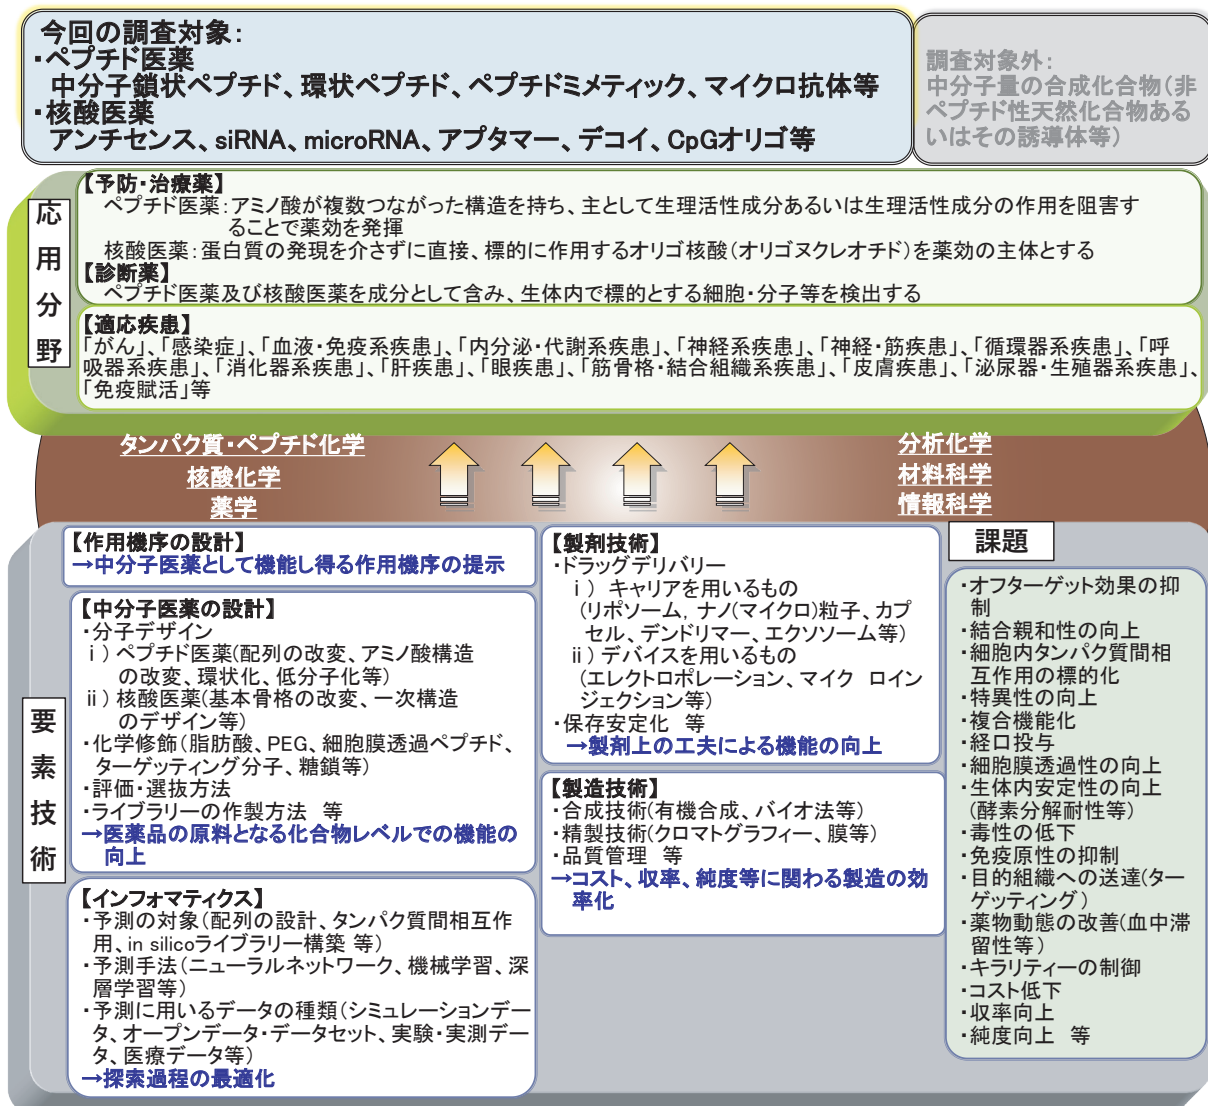 今回の調査対象：
・ペプチド医薬
中分子鎖状ペプチド、環状ペプチド、ペプチドミメティック、マイクロ抗体等
・核酸医薬
アンチセンス、siRNA、microRNA、アプタマー、デコイ、CpGオリゴ等
調査対象外：
中分子量の合成化合物（非
ペプチド性天然化合物ある
いはその誘導体等）
応用分野
【予防・治療薬】
ペプチド医薬：アミノ酸が複数つながった構造を持ち、主として生理活性成分あるいは生理活性成分の作用を阻害す
ることで薬効を発揮
核酸医薬：蛋白質の発現を介さずに直接、標的に作用するオリゴ核酸（オリゴヌクレオチド）を薬効の主体とする
【診断薬】
ペプチド医薬及び核酸医薬を成分として含み、生体内で標的とする細胞・分子等を検出する
【適応疾患】
「がん」、「感染症」、「血液・免疫系疾患」、「内分泌・代謝系疾患」、「神経系疾患」、「神経・筋疾患」、「循環器系疾患」、「呼
吸器系疾患」、「消化器系疾患」、「肝疾患」、「眼疾患」、「筋骨格・結合組織系疾患」、「皮膚疾患」、「泌尿器・生殖器系疾患」、
「免疫賦活」等
タンパク質・ペプチド化学
核酸化学
薬学
分析化学
材料科学
情報科学
要素技術
【作用機序の設計】
→中分子医薬として機能し得る作用機序の提示
【中分子医薬の設計】
・分子デザイン
ⅰ）ペプチド医薬（配列の改変、アミノ酸構造
の改変、環状化、低分子化等）
ⅱ）核酸医薬（基本骨格の改変、一次構造
のデザイン等）
・化学修飾（脂肪酸、PEG、細胞膜透過ペプチド、
ターゲッティング分子、糖鎖等）
・評価・選抜方法
・ライブラリーの作製方法 等
→医薬品の原料となる化合物レベルでの機能の
向上
【インフォマティクス】
・予測の対象（配列の設計、タンパク質間相互作
用、in silicoライブラリー構築 等）
・予測手法（ニューラルネットワーク、機械学習、深
層学習等）
・予測に用いるデータの種類（シミュレーションデー
タ、オープンデータ・データセット、実験・実測デー
タ、医療データ等）
→探索過程の最適化
【製剤技術】
・ドラッグデリバリー
ⅰ） キャリアを用いるもの
（リポソーム, ナノ（マイクロ）粒子、カプ
セル、デンドリマー、エクソソーム等）
ⅱ）デバイスを用いるもの
（エレクトロポレーション、マイク ロイン
ジェクション等）
・保存安定化 等
→製剤上の工夫による機能の向上
【製造技術】
・合成技術（有機合成、バイオ法等）
・精製技術（クロマトグラフィー、膜等）
・品質管理 等
→コスト、収率、純度等に関わる製造の効
率化
課題
・オフターゲット効果の抑
制
・結合親和性の向上
・細胞内タンパク質間相
互作用の標的化
・特異性の向上
・複合機能化
・経口投与
・細胞膜透過性の向上
・生体内安定性の向上
（酵素分解耐性等）
・毒性の低下
・免疫原性の抑制
・目的組織への送達（ター
ゲッティング）
・薬物動態の改善（血中滞
留性等）
・キラリティーの制御
・コスト低下
・収率向上
・純度向上 等